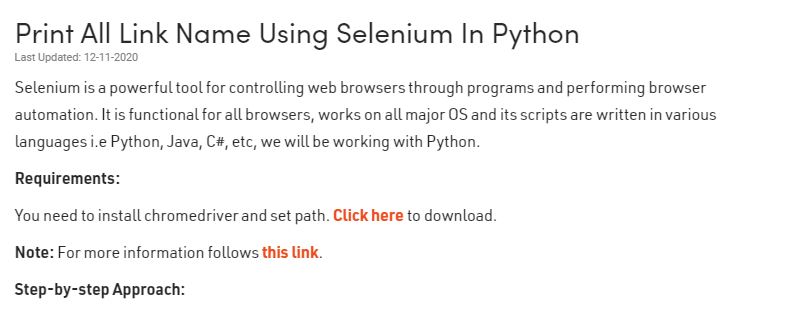 Print All Link Name Using Selenium In Python
Last Updated: 12-11-2020
Selenium is a powerful tool for controlling web browsers through programs and performing browser
automation. It is functional for all browsers, works on all major OS and its scripts are written in various
languages i.e Python, Java, C#, etc, we will be working with Python.
Requirements:
You need to install chromedriver and set path. Click here to download.
Note: For more information follows this link.
Step-by-step Approach: